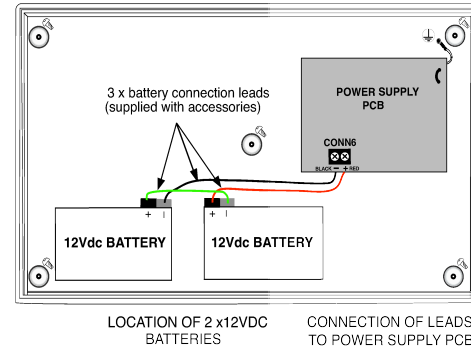 3 x battery connection leads
(supplied with accessories)
POWER SUPPLY
PCB
CONN6
BLACK − + RED
+ −
+ −
12Vdc BATTERY
12Vdc BATTERY
LOCATION OF 2 x12VDC
BATTERIES
CONNECTION OF LEADS
TO POWER SUPPLY PCB